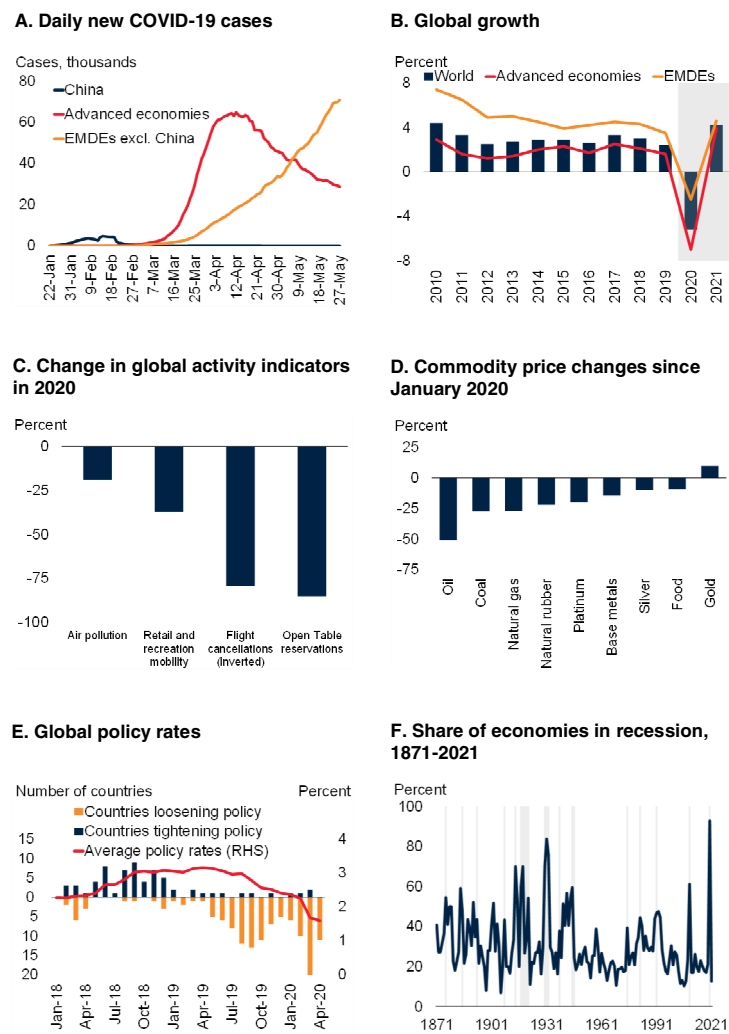 A. Daily new COVID-19 cases
Cases, thousands
80
60
40
20
0
China
Advanced economies
EMDEs excl. China
22-Jan
31-Jan
9-Feb
18-Feb
27-Feb
7-Mar
16-Mar
25-Mar
3-Apr
12-Apr
21-Apr
30-Apr
9-May
18-May
27-May
B. Global growth
Percent
8
4
0
-4
-8
World
Advanced economies
EMDEs
2010
2011
2012
2013
2014
2015
2016
2017
2018
2019
2020
2021
C. Change in global activity indicators
in 2020
Percent
0
-25
-50
-75
-100
Air pollution
Retail and
recreation
mobility
Flight
cancellations
(Inverted)
Open Table
reservations
D. Commodity price changes since
January 2020
Percent
25
0
-25
-50
-75
Oil
Coal
Natural gas
Natural rubber
Platinum
Base metals
Silver
Food
Gold
E. Global policy rates
Number of countries
Percent
Countries loosening policy
Countries tightening policy
Average policy rates (RHS)
15
10
5
0
5
10
15
20
4
3
2
1
0
Jan-18
Apr-18
Jul-18
Oct-18
Jan-19
Apr-19
Jul-19
Oct-19
Jan-20
Apr-20
F. Share of economies in recession,
1871-2021
Percent
100
80
60
40
20
0
1871
1901
1931
1961
1991
2021